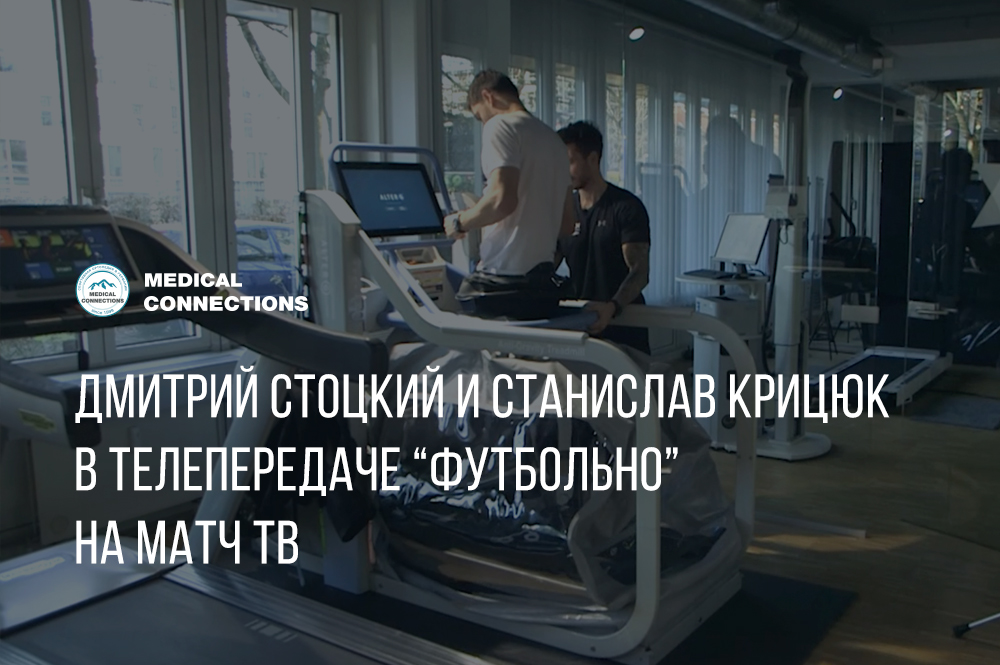 ALTER G
MEDICAL
CONNECTIONS
MEDICAL
CONNECTIONS
ДМИТРИЙ СТОЦКИЙ И СТАНИСЛАВ КРИЦЮК
В ТЕЛЕПЕРЕДАЧЕ “ФУТБОЛЬНО”
НА МАТЧ ТВ